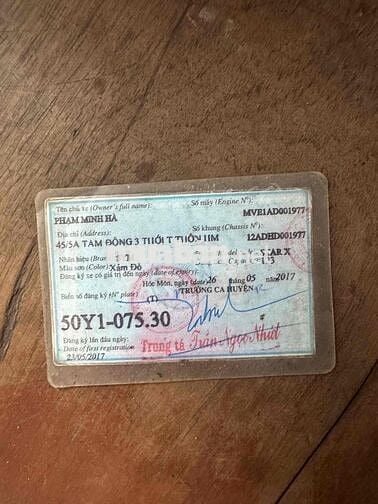 Tên chủ xe (Owner's full name): Số máy (Engine N°):
PHẠM MINH HÀ MVE1AD001977
Địa chỉ (Address): Số khung (Chassis N°):
45/5A TAM ĐÔNG 3 THỚI T THÔN HM 12ADHD001977
Nhãn hiệu STAR X
Màu sơn (Color) Xám Đỏ
Đăng ký xe có giá trị đến ngày (date of expiry):
Hóc Môn, ngày (date) 26 05 2017
TRƯỞNG CA HUYỆN
Biển số đăng ký (N° plate)
50Y1-075.30
Đăng ký lần đầu ngày:
Date of first registration
23/05/2017
Trung tá Trần Ngọc Nhứt